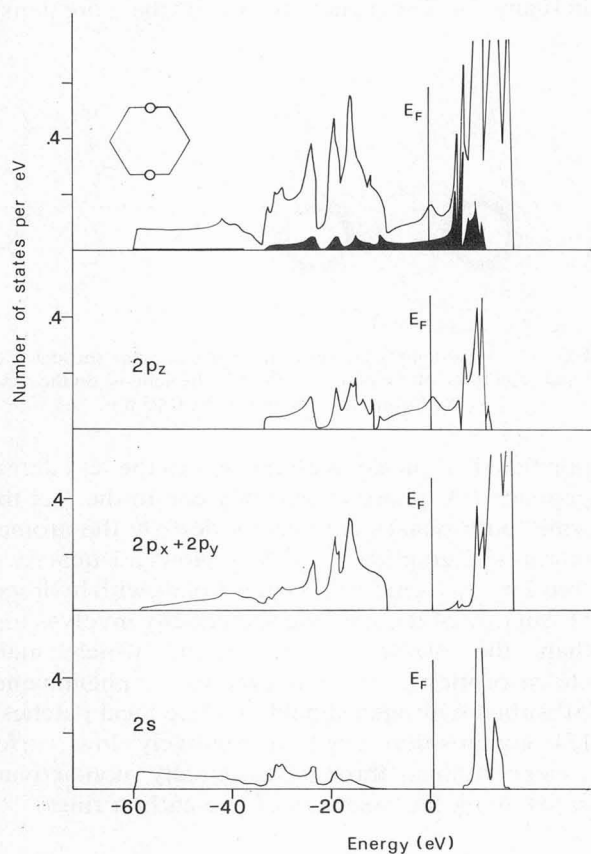 Number of states per eV
.4
E_F
.4
E_F
2p_z
.4
E_F
2p_x + 2p_y
.4
E_F
2s
-60 -40 -20 0
Energy (eV)